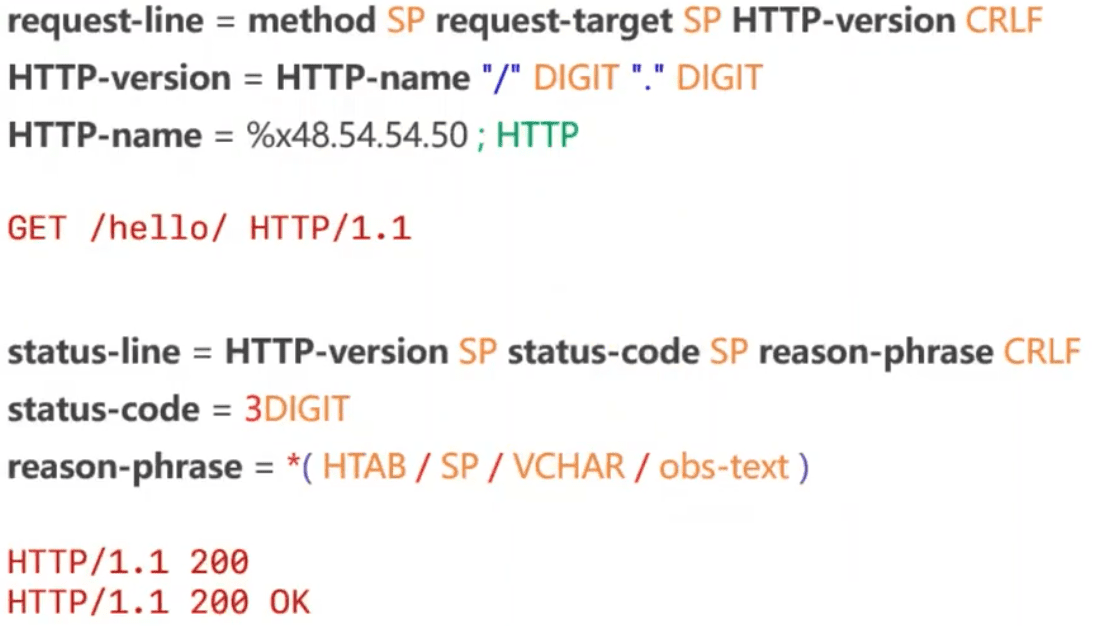 request-line = method SP request-target SP HTTP-version CRLF
HTTP-version = HTTP-name "/" DIGIT "." DIGIT
HTTP-name = %x48.54.54.50 ; HTTP
GET /hello/ HTTP/1.1
status-line = HTTP-version SP status-code SP reason-phrase CRLF
status-code = 3DIGIT
reason-phrase = *( HTAB / SP / VCHAR / obs-text )
HTTP/1.1 200
HTTP/1.1 200 OK